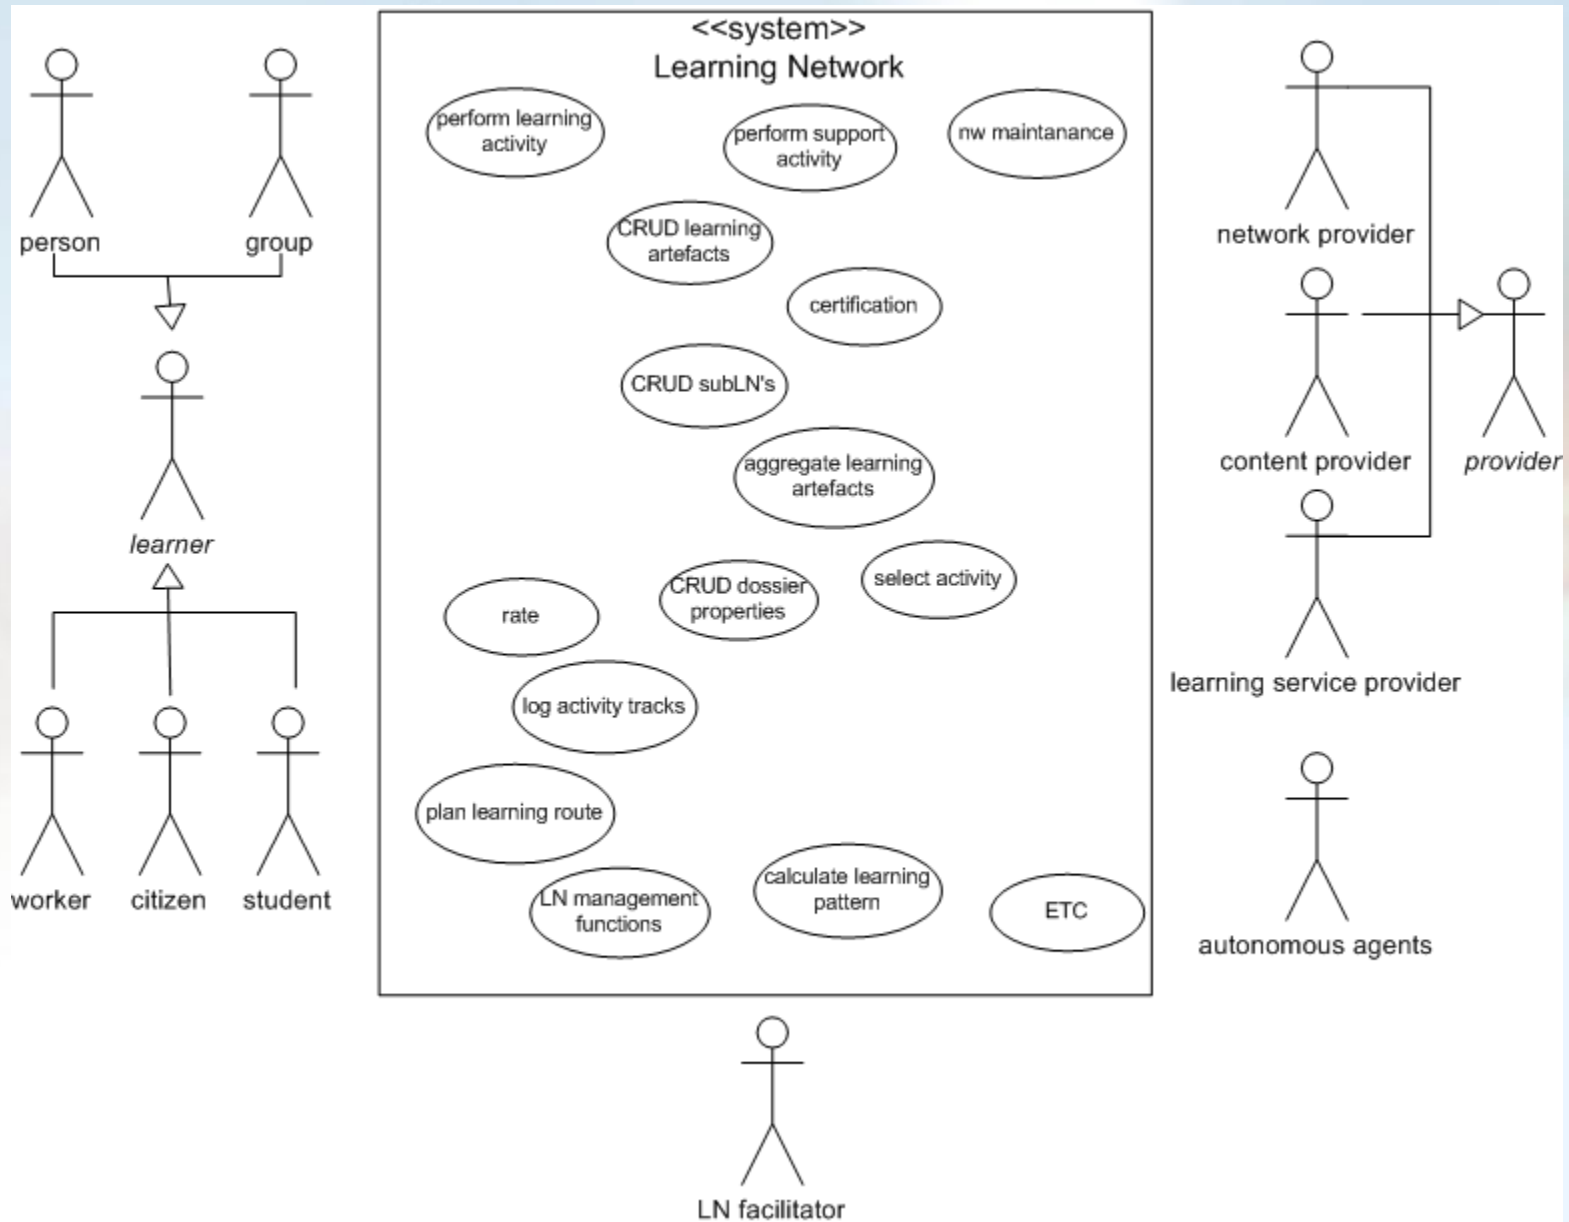 <<system>>
Learning Network
perform learning
activity
perform support
activity
nw maintanance
CRUD learning
artefacts
certification
CRUD subLN's
aggregate learning
artefacts
select activity
CRUD dossier
properties
rate
log activity tracks
plan learning route
LN management
functions
calculate learning
pattern
ETC
person
group
learner
worker
citizen
student
network provider
content provider
provider
learning service provider
autonomous agents
LN facilitator